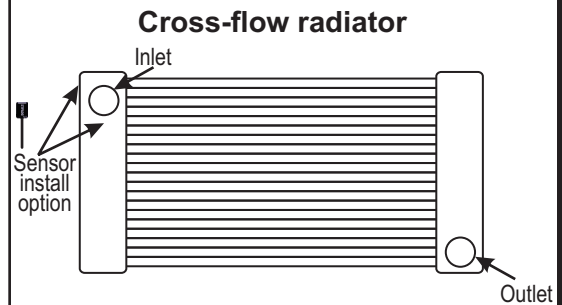 Cross-flow radiator
Inlet
Sensor
install
option
Outlet